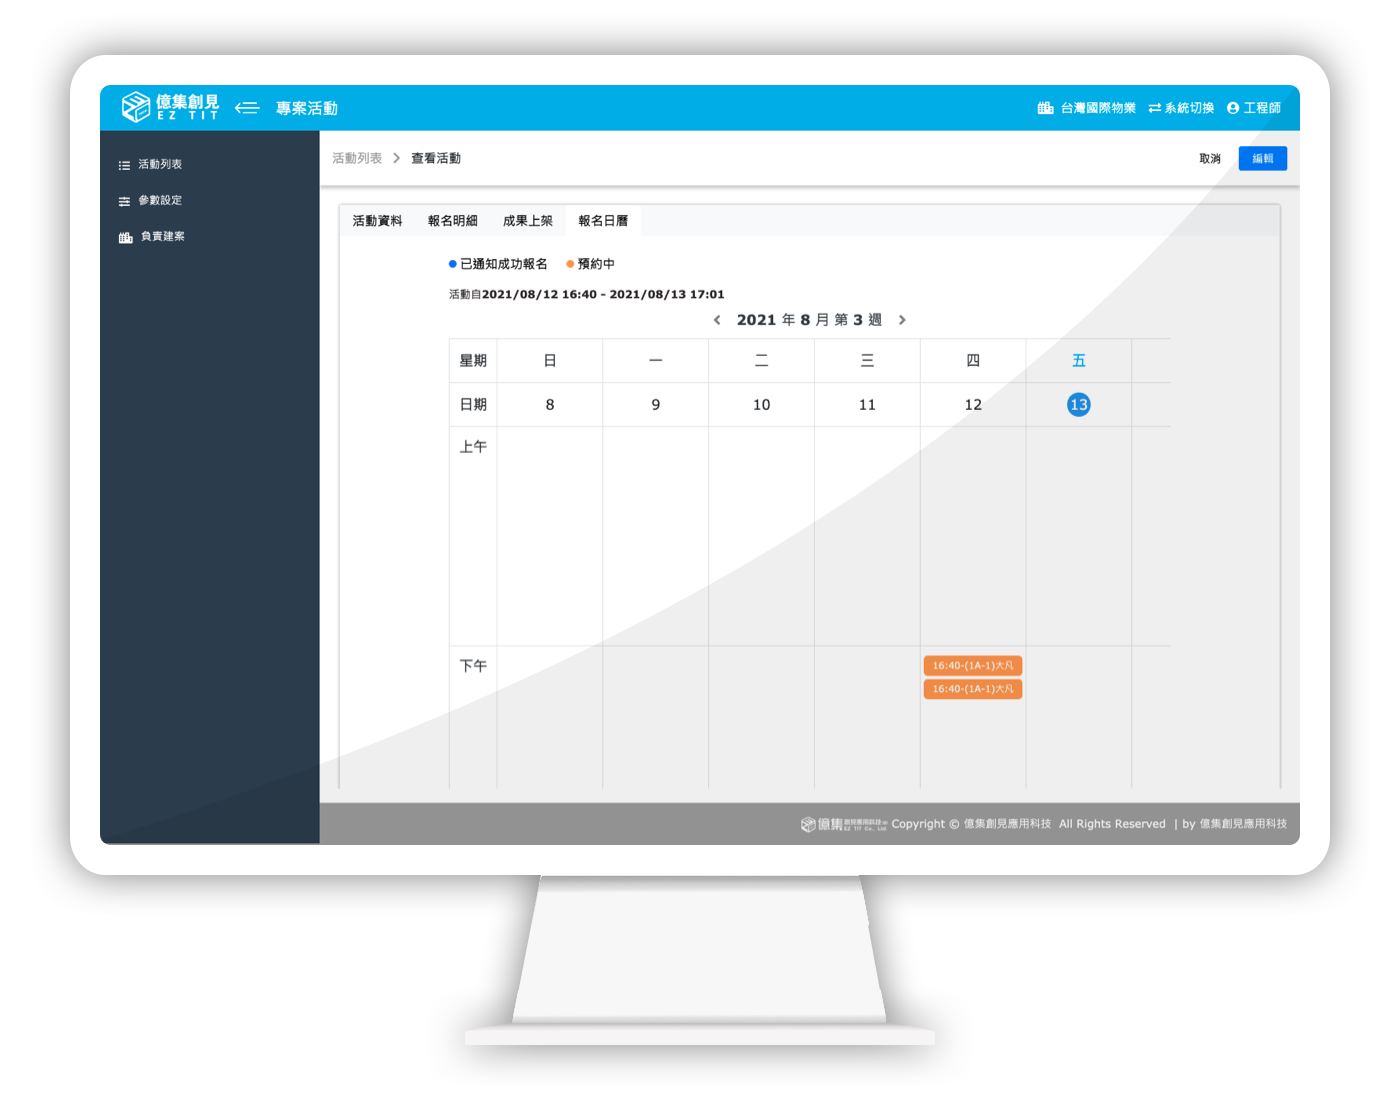 億集創見
EZ TIT
專案活動
台灣國際物業 系統切換 工程師
活動列表
參數設定
負責建案
活動列表 > 查看活動
取消 編輯
活動資料 報名明細 成果上架 報名日曆
已通知成功報名 預約中
活動自2021/08/12 16:40 - 2021/08/13 17:01
2021 年 8 月 第 3 週
星期 日 一 二 三 四 五
日期 8 9 10 11 12 13
上午
下午
16:40-(1A-1)大凡
16:40-(1A-1)大凡
億集 Copyright © 億集創見應用科技 All Rights Reserved | by 億集創見應用科技